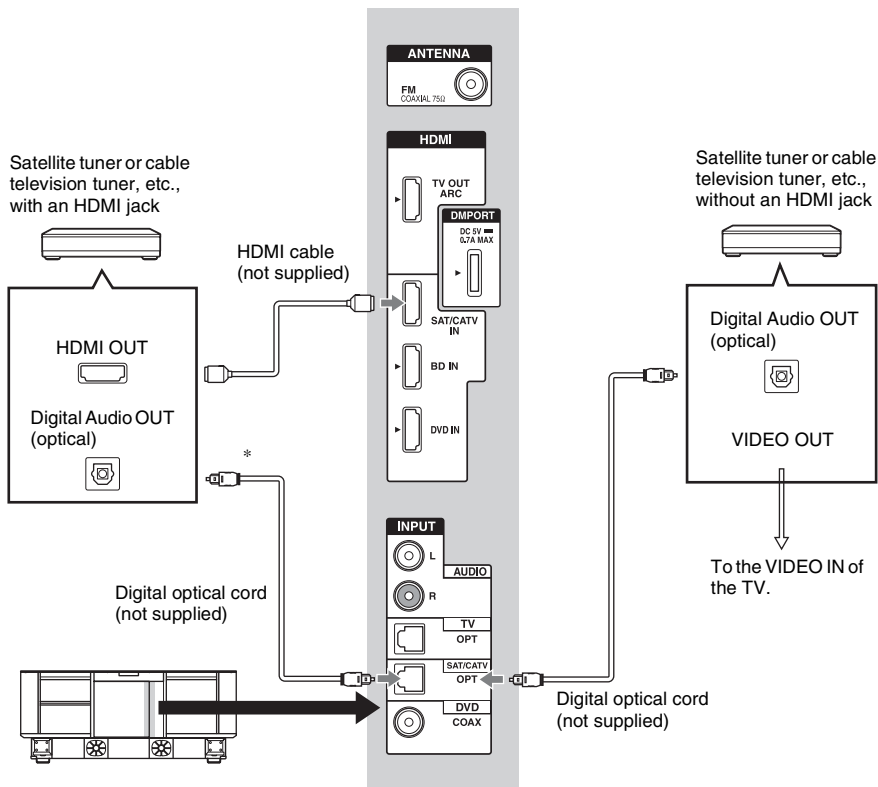 ANTENNA
FM
COAXIAL 75Ω
HDMI
TV OUT
ARC
DMPORT
DC 5V
0.7A MAX
SAT/CATV
IN
BD IN
DVD IN
Satellite tuner or cable
television tuner, etc.,
with an HDMI jack
HDMI cable
(not supplied)
HDMI OUT
Digital Audio OUT
(optical)
*
Digital optical cord
(not supplied)
Satellite tuner or cable
television tuner, etc.,
without an HDMI jack
Digital Audio OUT
(optical)
VIDEO OUT
To the VIDEO IN of
the TV.
INPUT
L
AUDIO
R
TV
OPT
SAT/CATV
OPT
DVD
COAX
Digital optical cord
(not supplied)